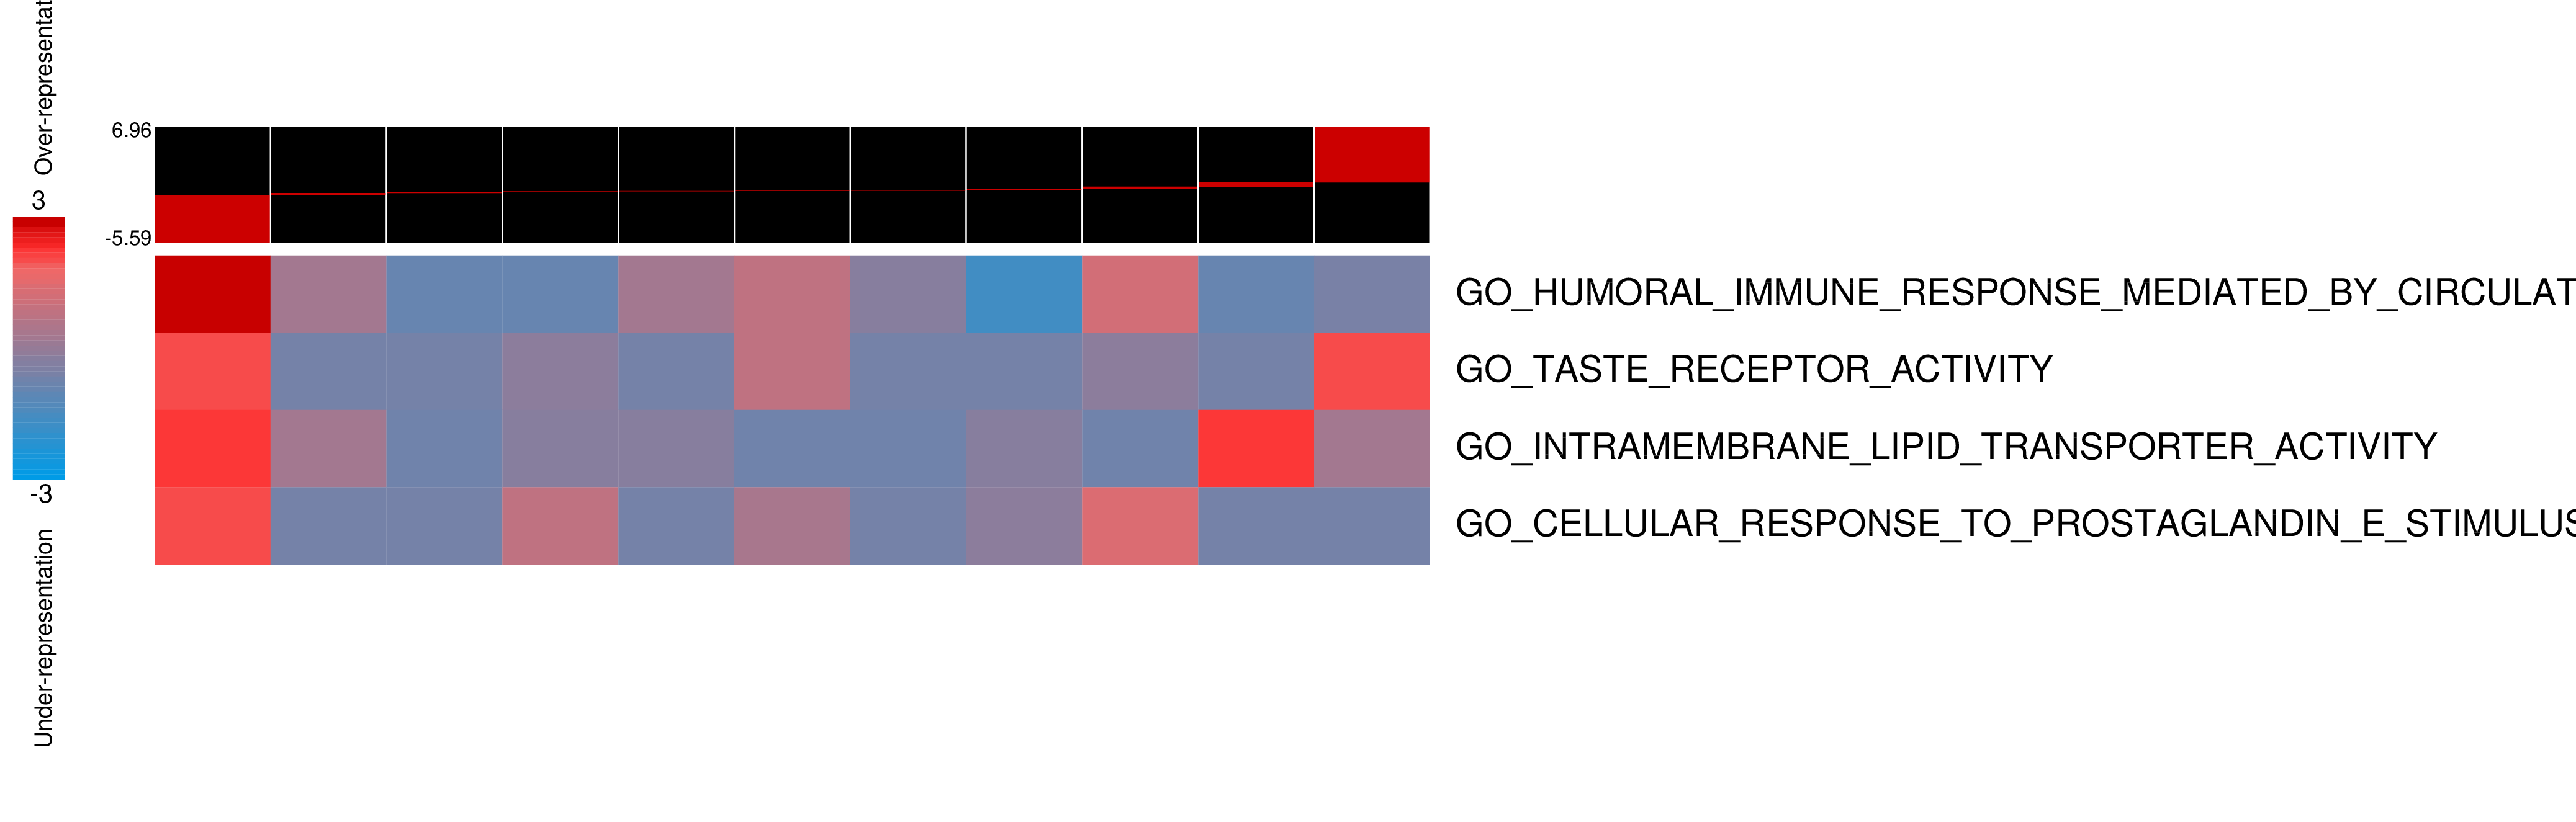 Over-representat
6.96
-5.59
3
-3
Under-representation
GO_HUMORAL_IMMUNE_RESPONSE_MEDIATED_BY_CIRCULAT
GO_TASTE_RECEPTOR_ACTIVITY
GO_INTRAMEMBRANE_LIPID_TRANSPORTER_ACTIVITY
GO_CELLULAR_RESPONSE_TO_PROSTAGLANDIN_E_STIMULUS